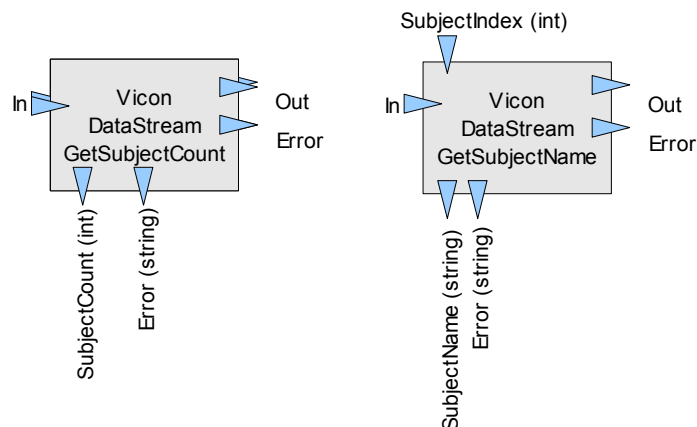 In
Vicon
DataStream
GetSubjectCount
Out
Error
SubjectCount (int)
Error (string)
SubjectIndex (int)
In
Vicon
DataStream
GetSubjectName
Out
Error
SubjectName (string)
Error (string)